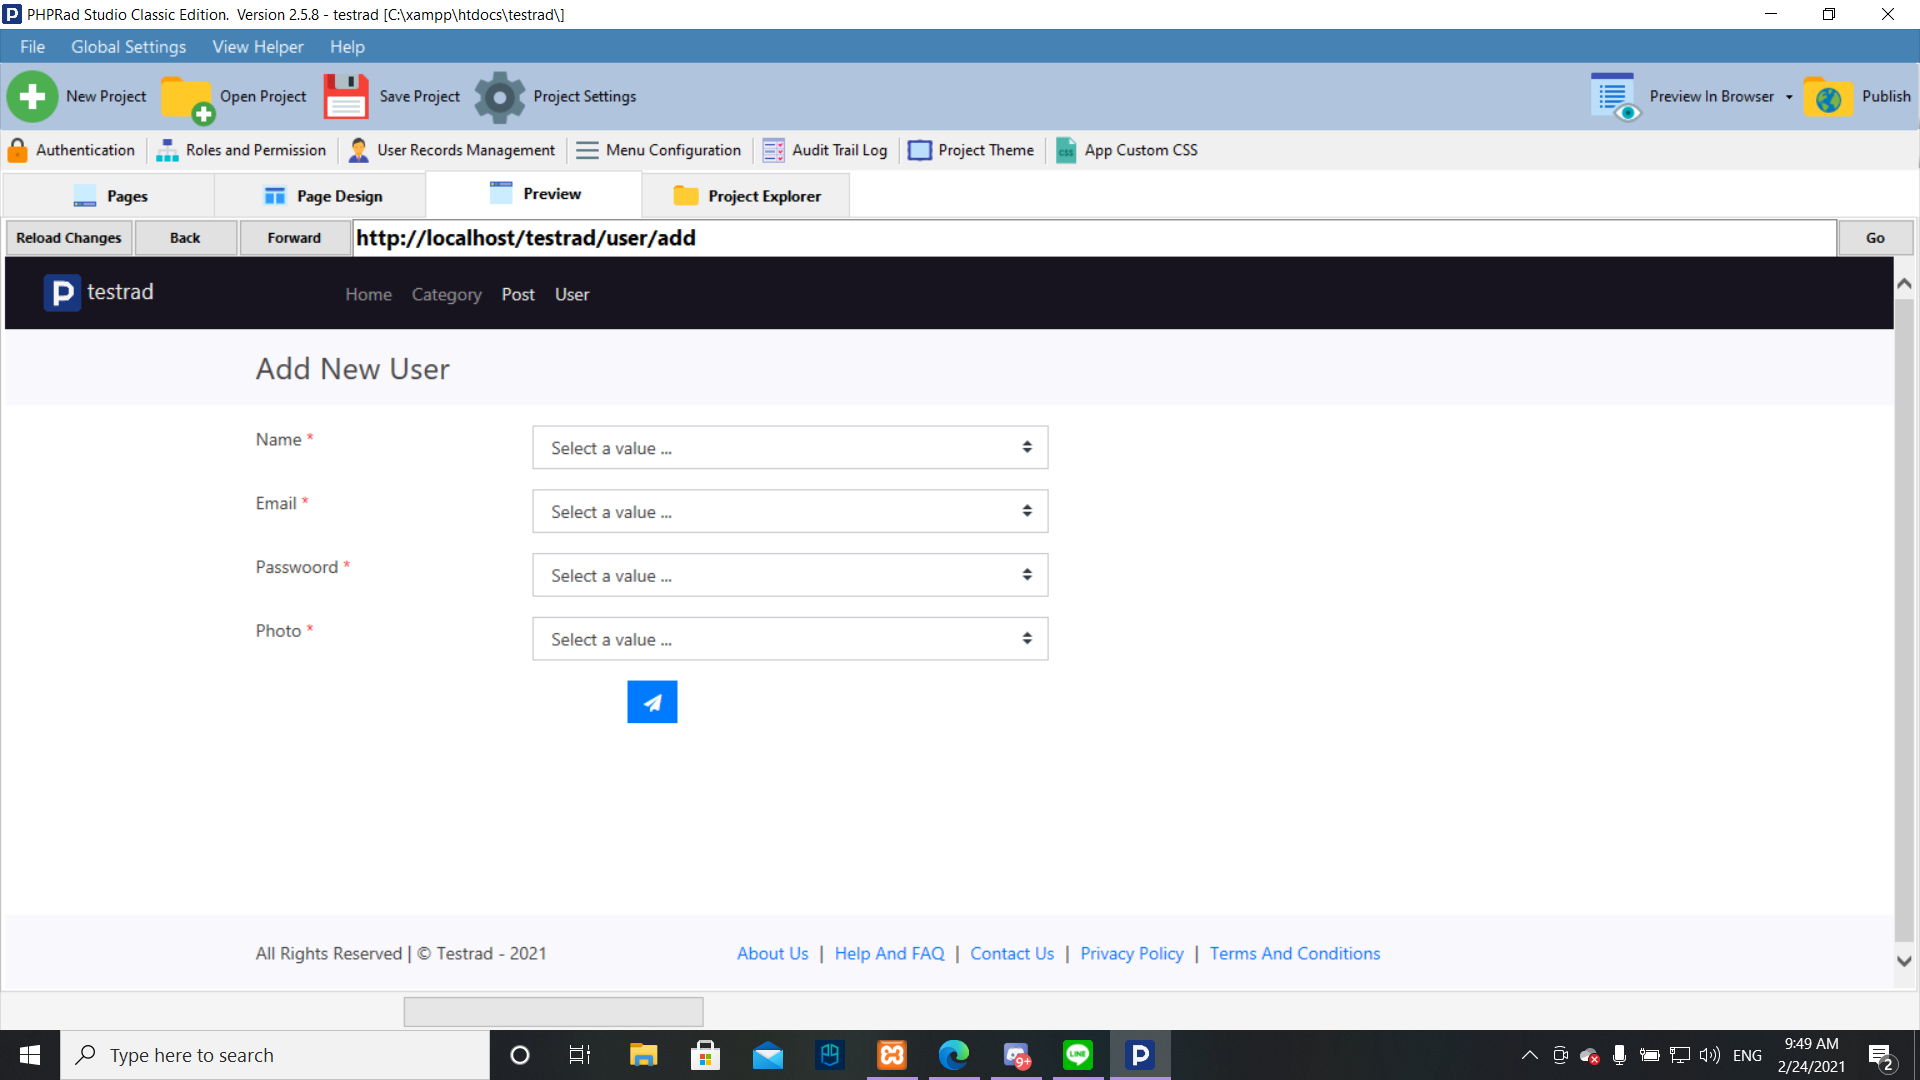 PHPRad Studio Classic Edition. Version 2.5.8 - testrad [C:\xampp\htdocs\testrad\]
File Global Settings View Helper Help
New Project Open Project Save Project Project Settings Preview In Browser Publish
Authentication Roles and Permission User Records Management Menu Configuration Audit Trail Log Project Theme css App Custom CSS
Pages Page Design Preview Project Explorer
Reload Changes Back Forward http://localhost/testrad/user/add Go
P testrad Home Category Post User
Add New User
Name * Select a value ...
Email * Select a value ...
Passwoord * Select a value ...
Photo * Select a value ...
All Rights Reserved | © Testrad - 2021 About Us | Help And FAQ | Contact Us | Privacy Policy | Terms And Conditions
Type here to search 9+ LINE P ENG 9:49 AM
2/24/2021 2